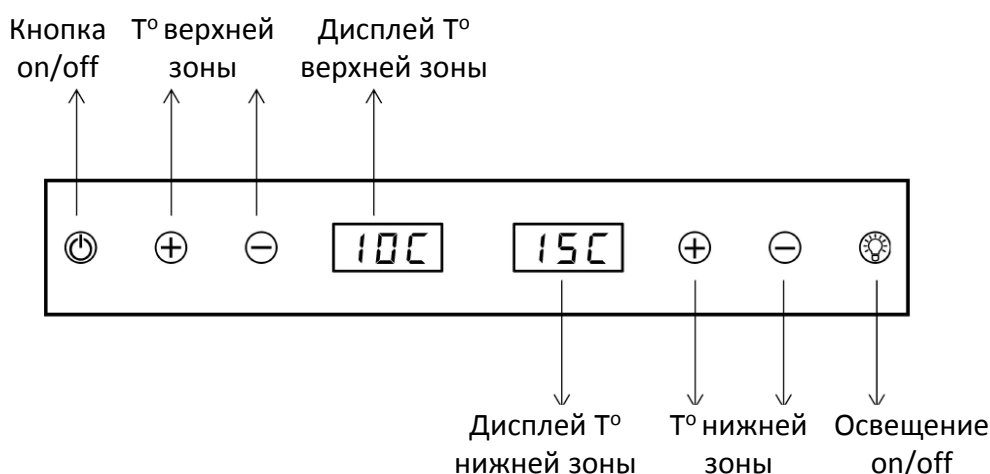 Кнопка
on/off
Tº верхней
зоны
Дисплей Tº
верхней зоны
10C
15C
Дисплей Tº
нижней зоны
Tº нижней
зоны
Освещение
on/off